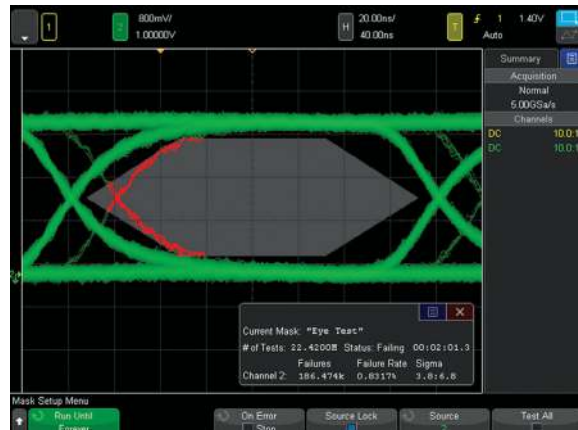 1
2
800mV/
1.00000V
H
20.00ns/
40.00ns
T
1
1.40V
Auto
Summary
Acquisition
Normal
5.00GSa/s
Channels
DC 10.0:1
DC 10.0:1
Current Mask: "Eye Test"
# of Tests: 22.4200M Status: Failing 00:02:01.3
Failures Failure Rate Sigma
Channel 2: 186.474k 0.8317% 3.8:6.8
Mask Setup Menu
Run Until
Forever
On Error
Stop
Source Lock
Source
2
Test All